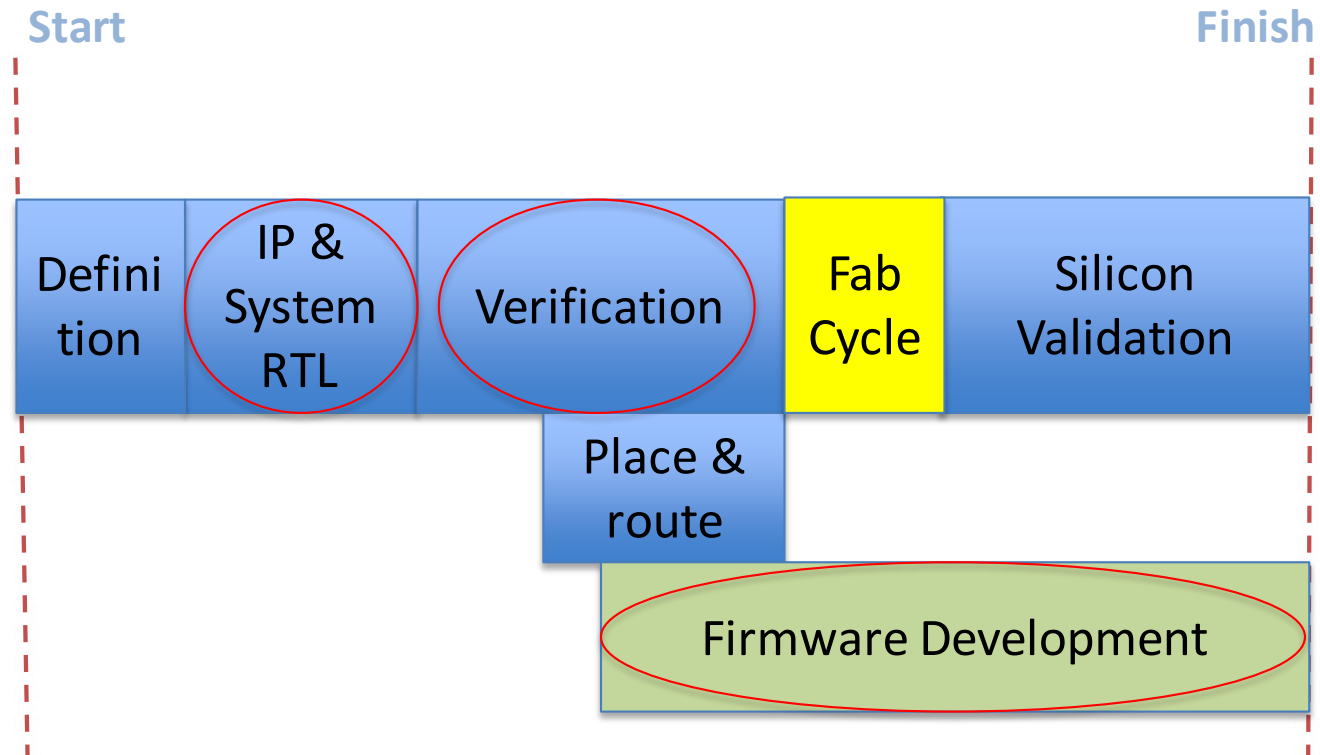 Start
Finish
Defini
tion
IP &
System
RTL
Verification
Fab
Cycle
Silicon
Validation
Place &
route
Firmware Development